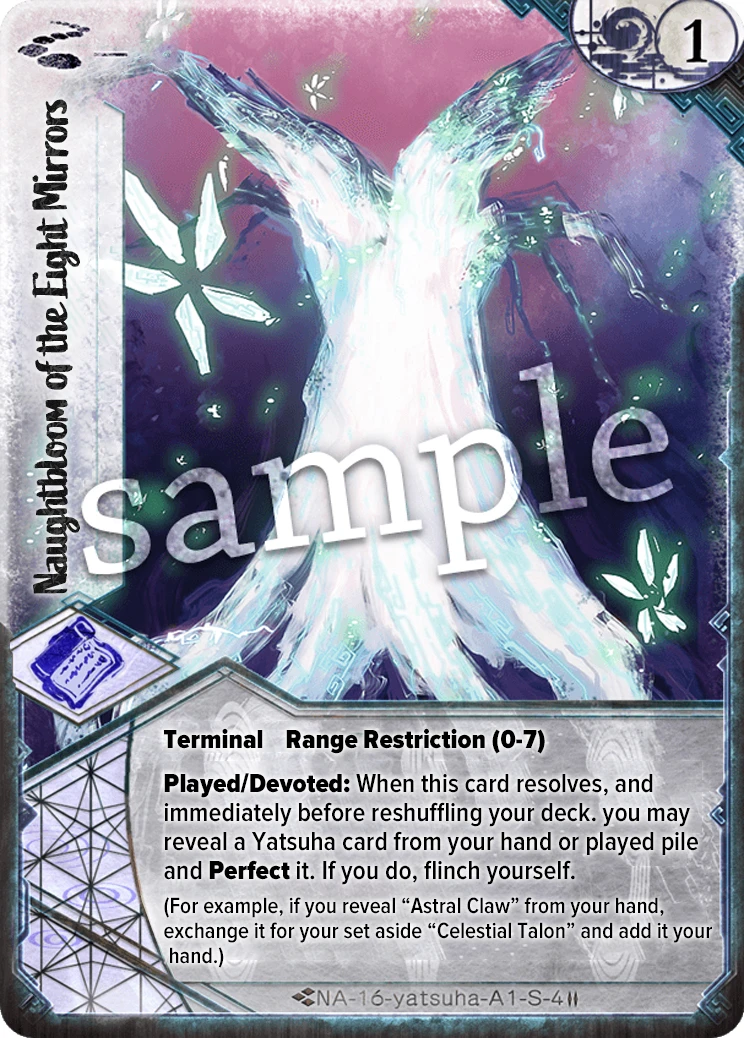 1
Naughtbloom of the Eight Mirrors
sample
Terminal Range Restriction (0-7)
Played/Devoted: When this card resolves, and
immediately before reshuffling your deck. you may
reveal a Yatsuha card from your hand or played pile
and Perfect it. If you do, flinch yourself.
(For example, if you reveal “Astral Claw” from your hand,
exchange it for your set aside “Celestial Talon” and add it your
hand.)
NA-16-yatsuha-A1-S-4